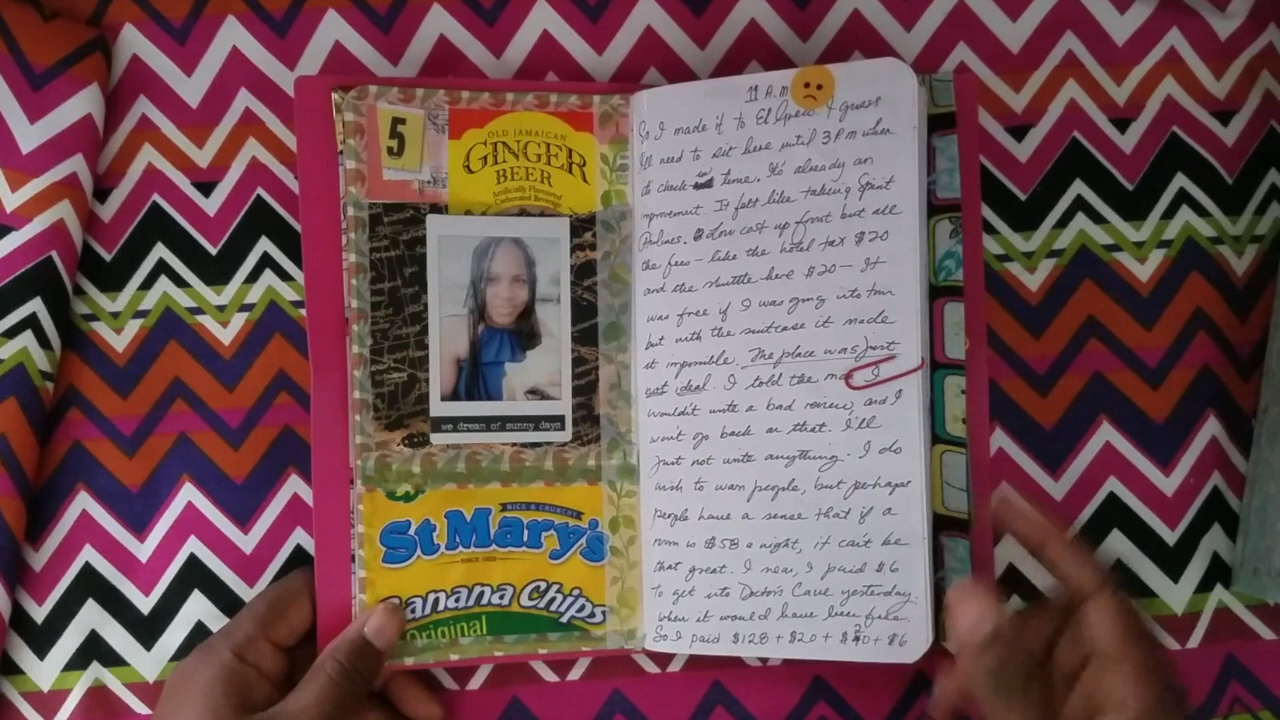 5
OLD JAMAICAN
GINGER
BEER
Artificially Flavoured
Carbonated Beverage
we dream of sunny days
NICE & CRUNCHY
St Mary's
SINCE
Banana Chips
Original
11 A.M
So I made it to El Greco. I guess
I'll need to sit here until 3 PM when
it check in time. It's already an
improvement. It felt like taking Spirit
Airlines. Low cost up front but all
the fees - like the hotel tax $20
and the shuttle here $20 - It
was free if I was going into town
but with the suitcase it made
it impossible. The place was just
not ideal. I told the man I
wouldn't write a bad review, and I
won't go back on that. I'll
just not write anything. I do
wish to warn people, but perhaps
people have a sense that if a
room is $58 a night, it can't be
that great. I mean, I paid $6
to get into Doctor's Cave yesterday
when it would have been free.
So I paid $128 + $20 + $20 + $6